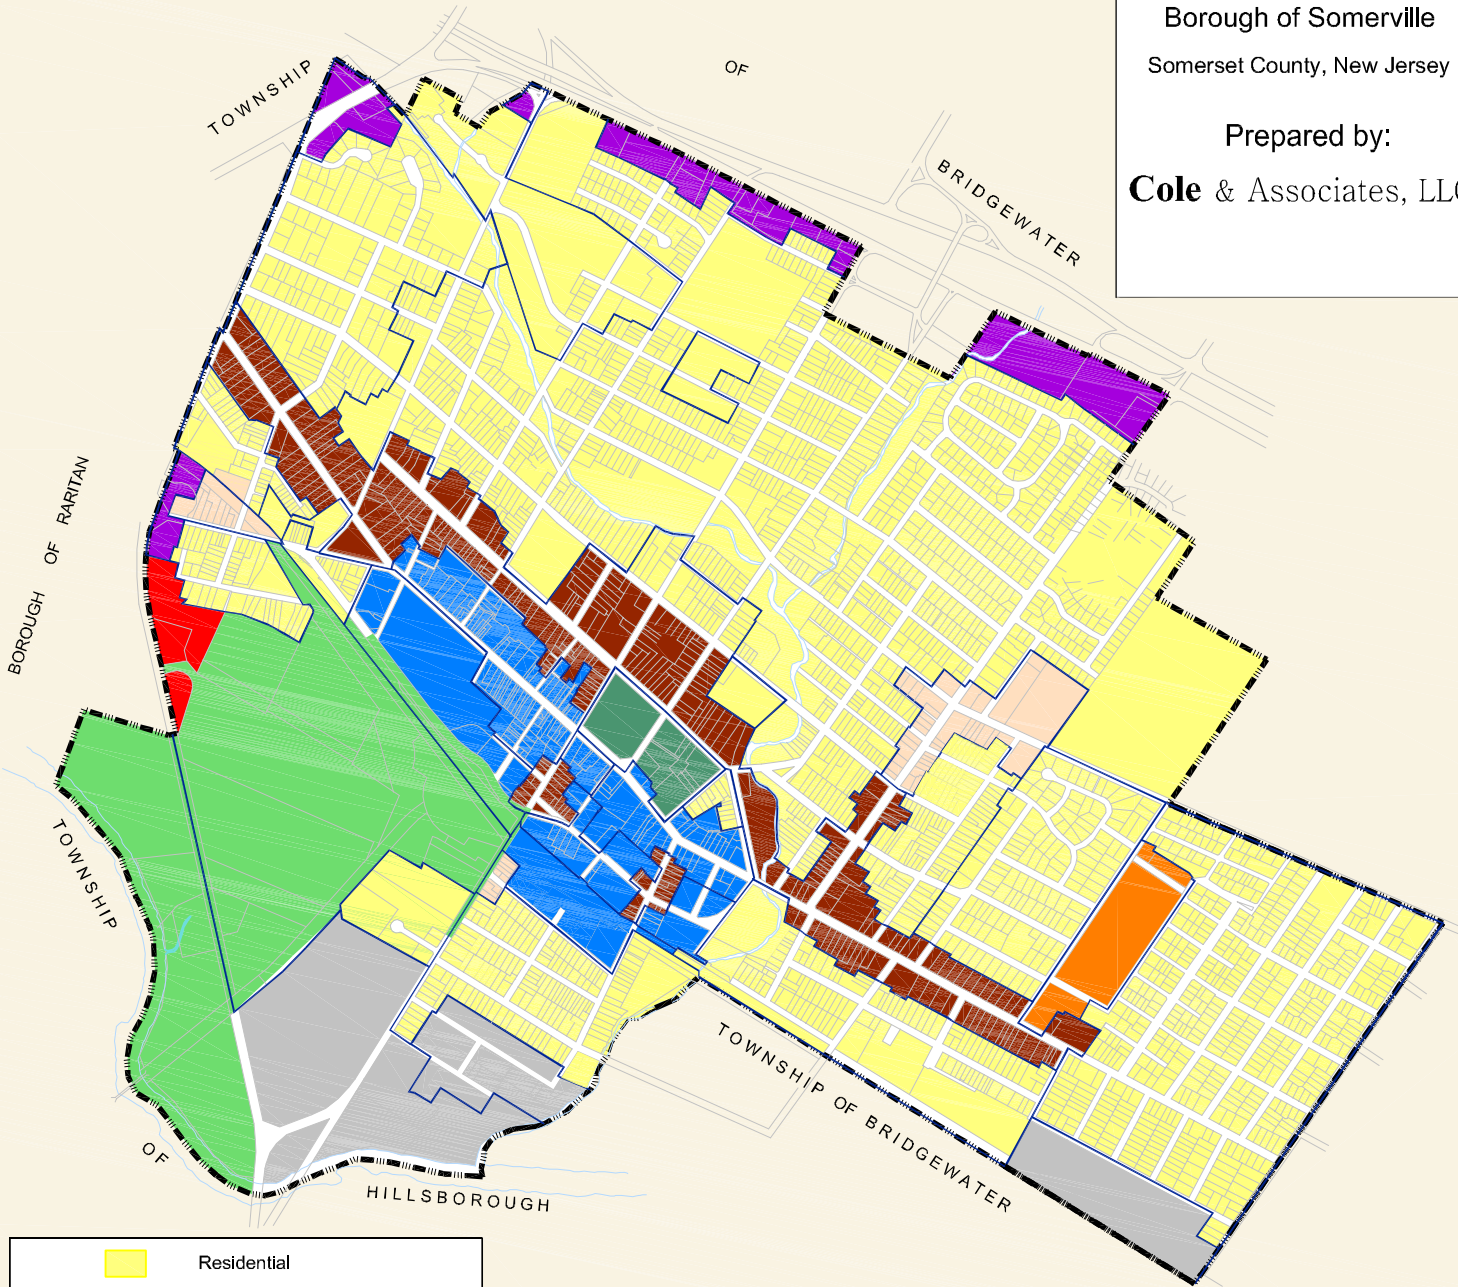 Borough of Somerville
Somerset County, New Jersey
Prepared by:
Cole & Associates, LLC
TOWNSHIP
OF
BRIDGEWATER
BOROUGH OF RARITAN
TOWNSHIP
OF
HILLSBOROUGH
TOWNSHIP OF BRIDGEWATER
Residential